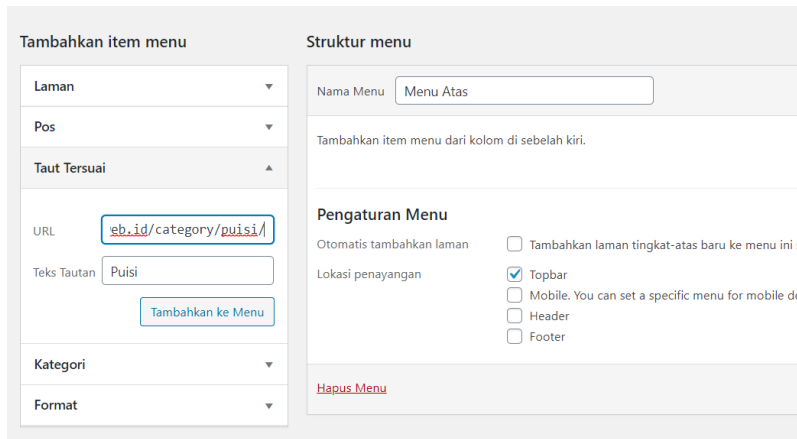 Tambahkan item menu
Laman
Pos
Taut Tersuai
URL
eb.id/category/puisi/
Teks Tautan
Puisi
Tambahkan ke Menu
Kategori
Format
Struktur menu
Nama Menu
Menu Atas
Tambahkan item menu dari kolom di sebelah kiri.
Pengaturan Menu
Otomatis tambahkan laman
Tambahkan laman tingkat-atas baru ke menu ini
Lokasi penayangan
Topbar
Mobile. You can set a specific menu for mobile de
Header
Footer
Hapus Menu